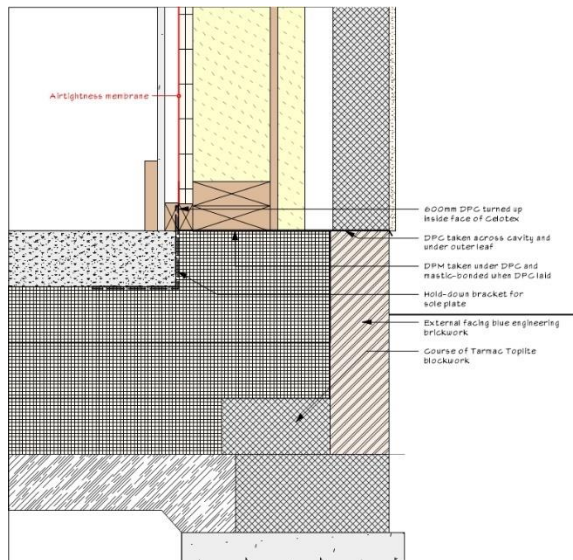 Airtightness membrane
600mm DPC turned up
inside face of Celotex
DPC taken across cavity and
under outer leaf
DPM taken under DPC and
mastic-bonded when DPC laid
Hold-down bracket for
sole plate
External facing blue engineering
brickwork
Course of Tarmac Toplite
blockwork